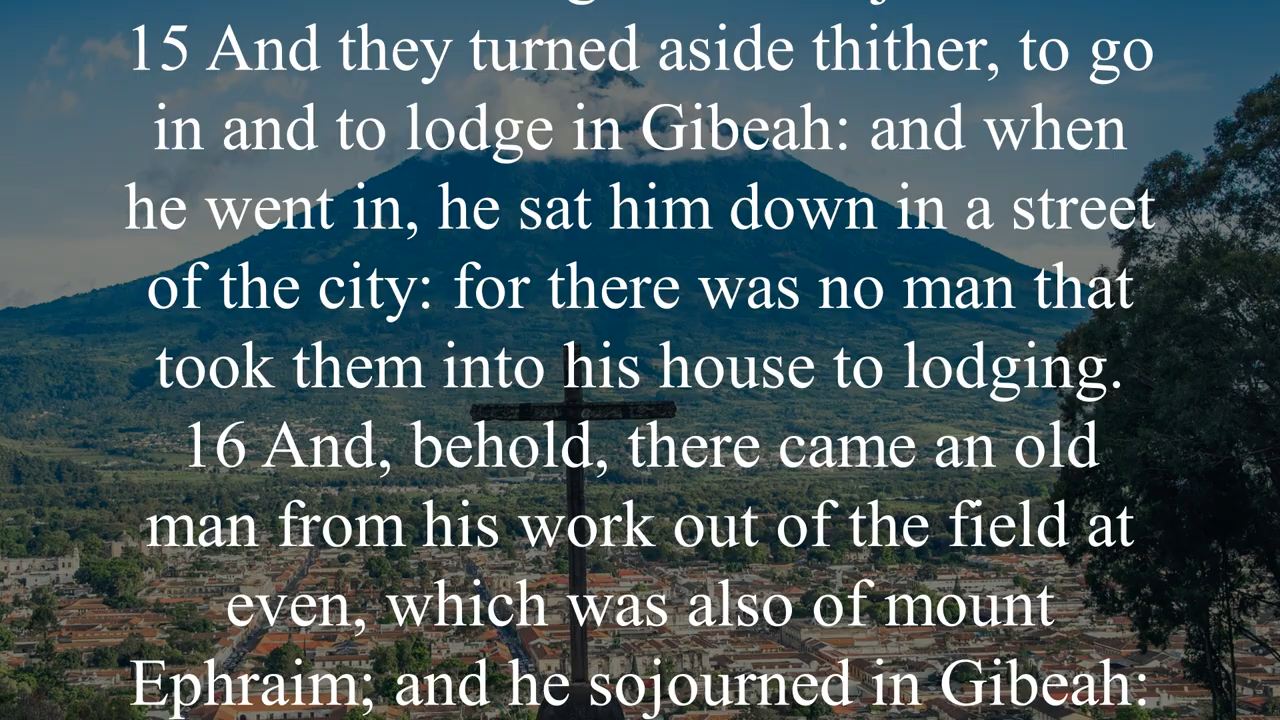 15 And they turned aside thither, to go
in and to lodge in Gibeah: and when
he went in, he sat him down in a street
of the city: for there was no man that
took them into his house to lodging.
16 And, behold, there came an old
man from his work out of the field at
even, which was also of mount
Ephraim; and he sojourned in Gibeah: